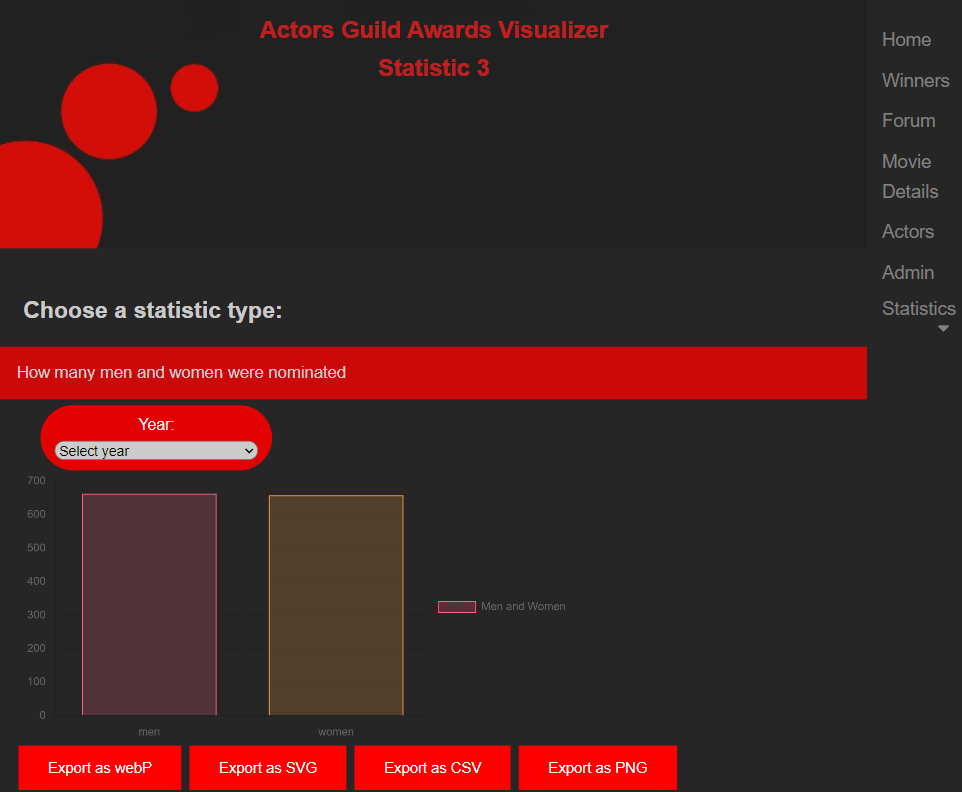 Actors Guild Awards Visualizer
Statistic 3
Home
Winners
Forum
Movie
Details
Actors
Admin
Statistics
Choose a statistic type:
How many men and women were nominated
Year:
Select year
700
600
500
400
300
200
100
0
men
women
Men and Women
Export as webP
Export as SVG
Export as CSV
Export as PNG